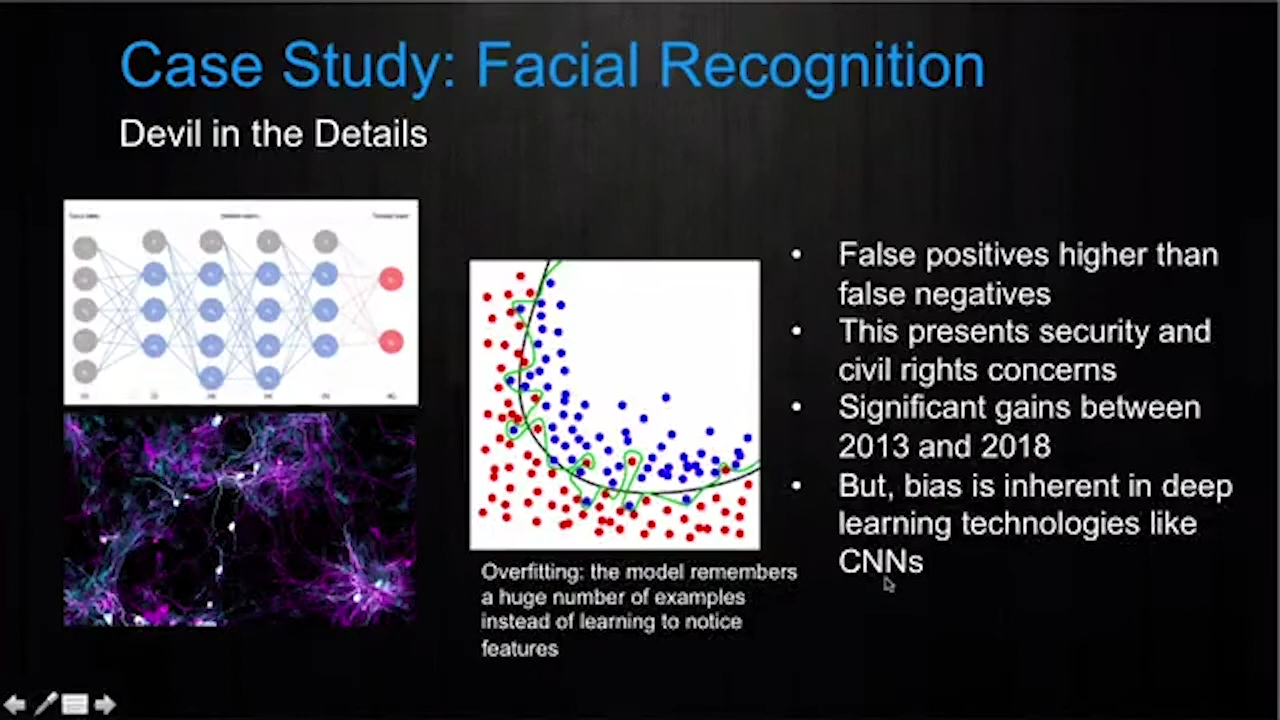 Case Study: Facial Recognition
Devil in the Details
False positives higher than
false negatives
This presents security and
civil rights concerns
Significant gains between
2013 and 2018
But, bias is inherent in deep
learning technologies like
CNNs
Overfitting: the model remembers
a huge number of examples
instead of learning to notice
features